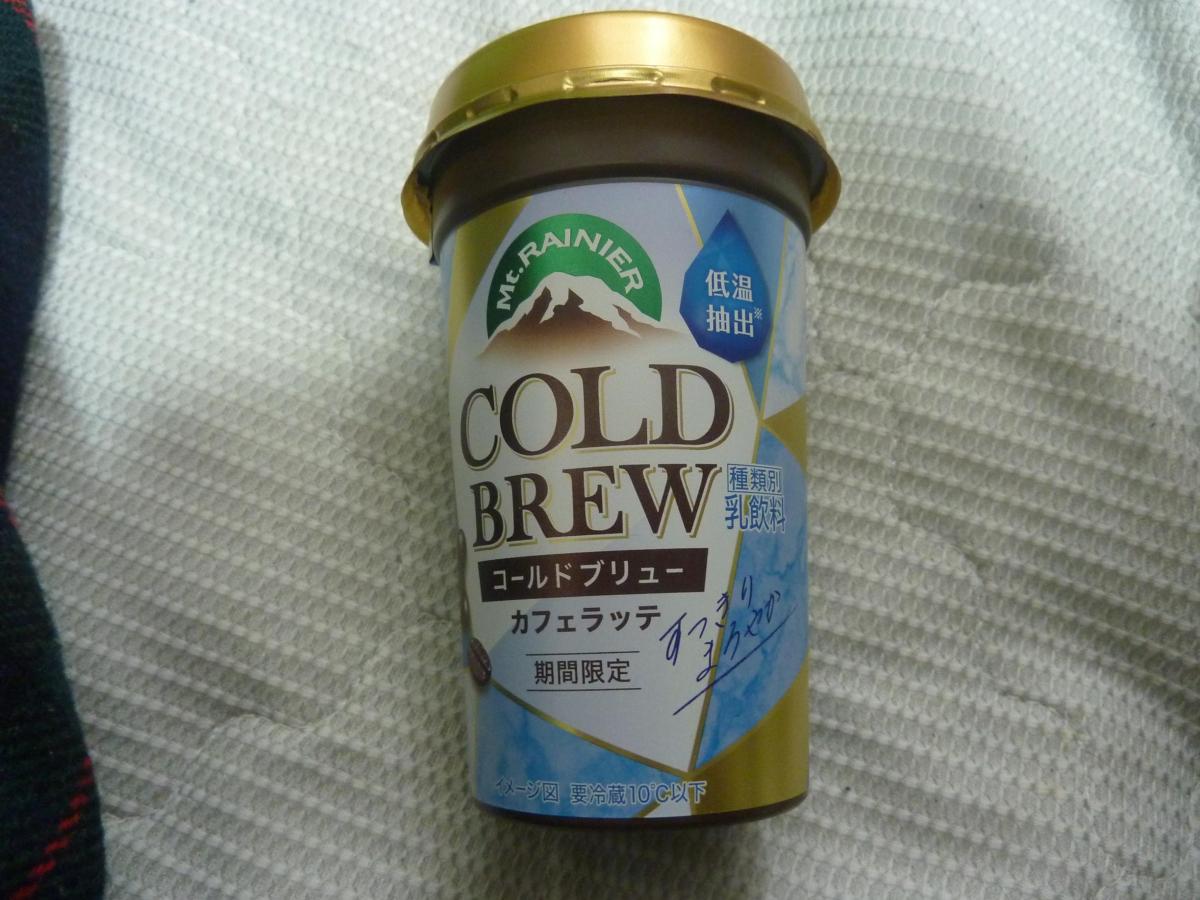 Mt. RAINIER
低温
抽出※
COLD
BREW
種類別
乳飲料
コールドブリュー
カフェラッテ
すっきり
まろやか
期間限定
イメージ図 要冷蔵10℃以下